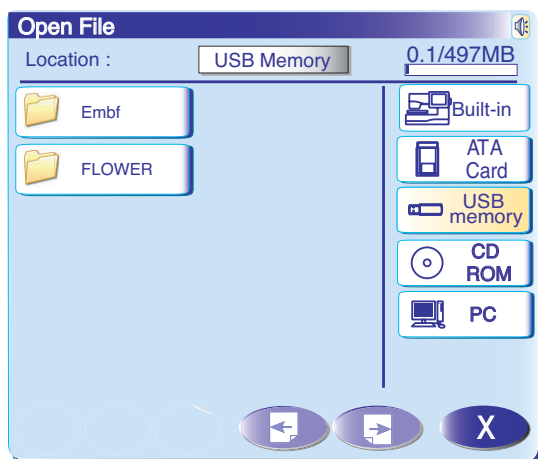 Open File
Location :
USB Memory
0.1/497MB
Embf
FLOWER
Built-in
ATA
Card
USB
memory
CD
ROM
PC
X